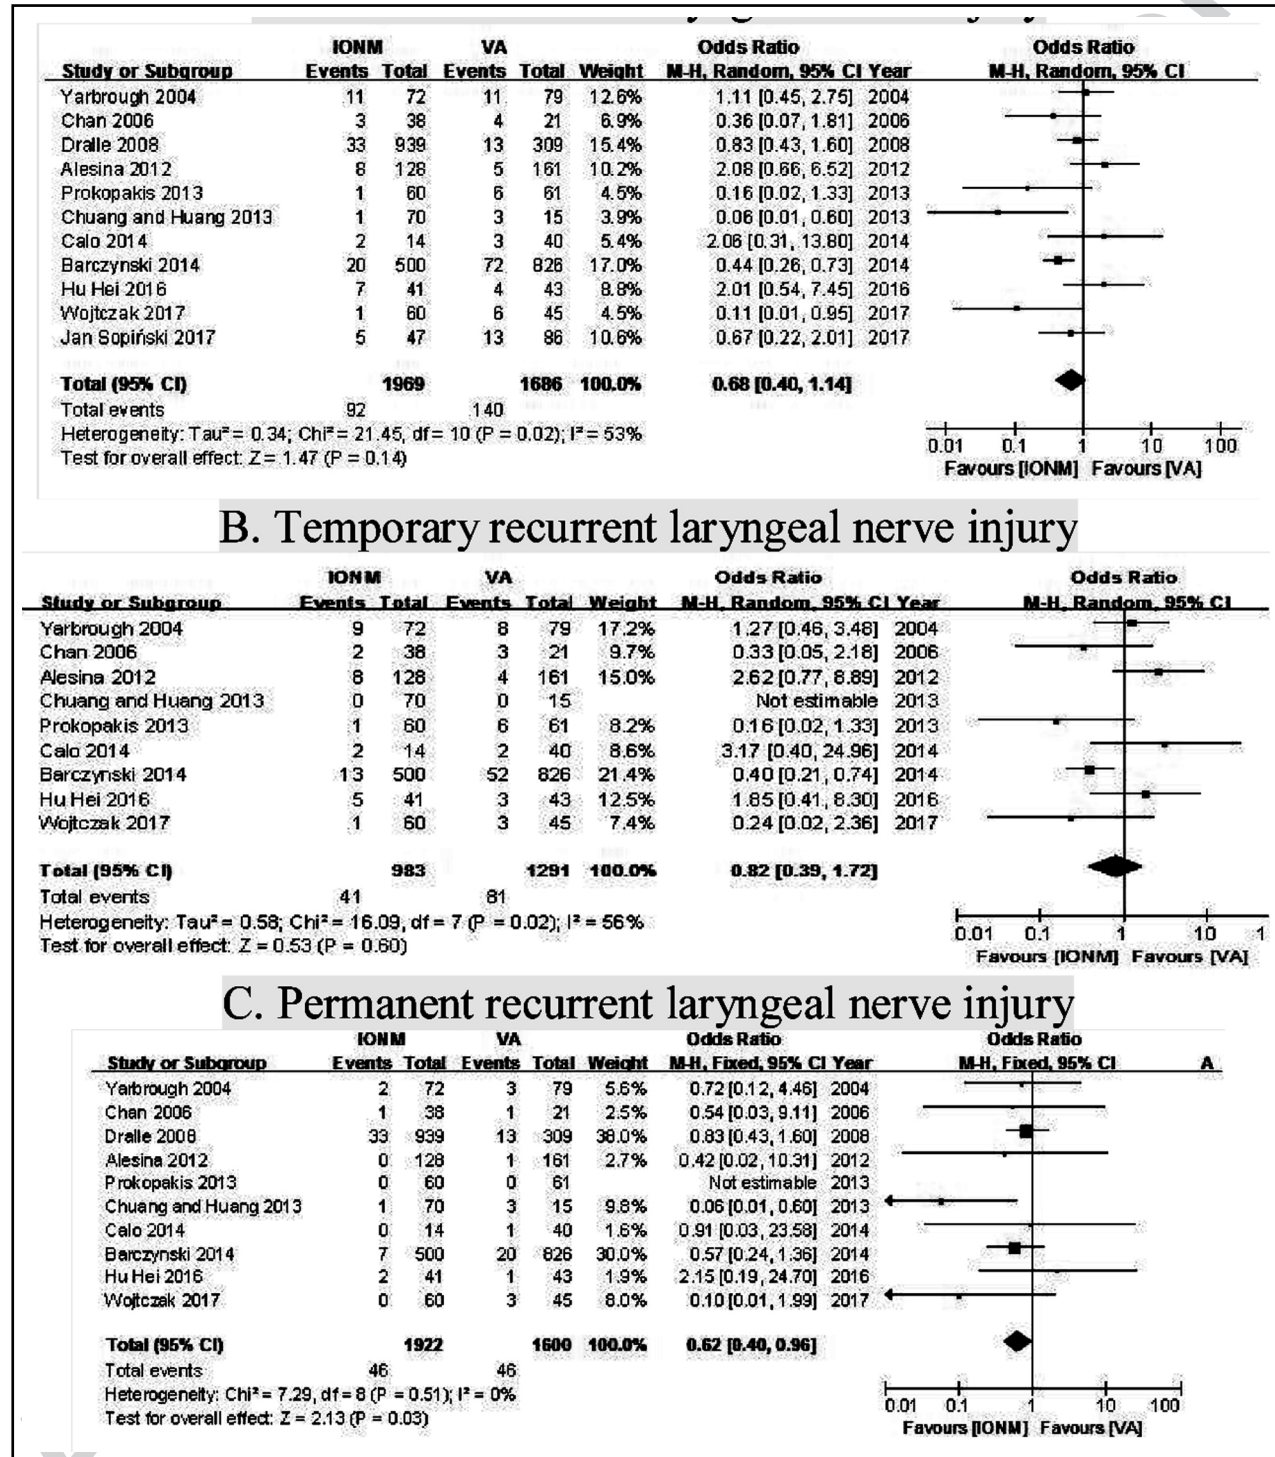 IONM VA Odds Ratio Odds Ratio
Study or Subgroup Events Total Events Total Weight M-H, Random, 95% CI Year M-H, Random, 95% CI
Yarbrough 2004 11 72 11 79 12.6% 1.11 [0.45, 2.75] 2004
Chan 2006 3 38 4 21 6.9% 0.36 [0.07, 1.81] 2006
Dralle 2008 33 939 13 309 15.4% 0.83 [0.43, 1.60] 2008
Alesina 2012 8 128 5 161 10.2% 2.08 [0.66, 6.52] 2012
Prokopakis 2013 1 60 6 61 4.5% 0.16 [0.02, 1.33] 2013
Chuang and Huang 2013 1 70 3 15 3.9% 0.06 [0.01, 0.60] 2013
Calo 2014 2 14 3 40 5.4% 2.06 [0.31, 13.80] 2014
Barczynski 2014 20 500 72 826 17.0% 0.44 [0.26, 0.73] 2014
Hu Hei 2016 7 41 4 43 8.8% 2.01 [0.54, 7.45] 2016
Wojtczak 2017 1 60 6 45 4.5% 0.11 [0.01, 0.95] 2017
Jan Sopiński 2017 5 47 13 86 10.6% 0.67 [0.22, 2.01] 2017
Total (95% CI) 1969 1686 100.0% 0.68 [0.40, 1.14]
Total events 92 140
Heterogeneity: Tau² = 0.34; Chi² = 21.45, df = 10 (P = 0.02); I² = 53%
Test for overall effect: Z = 1.47 (P = 0.14)
0.01 0.1 1 10 100
Favours [IONM] Favours [VA]
B. Temporary recurrent laryngeal nerve injury
IONM VA Odds Ratio Odds Ratio
Study or Subgroup Events Total Events Total Weight M-H, Random, 95% CI Year M-H, Random, 95% CI
Yarbrough 2004 9 72 8 79 17.2% 1.27 [0.46, 3.48] 2004
Chan 2006 2 38 3 21 9.7% 0.33 [0.05, 2.18] 2006
Alesina 2012 8 128 4 161 15.0% 2.62 [0.77, 8.89] 2012
Chuang and Huang 2013 0 70 0 15 Not estimable 2013
Prokopakis 2013 1 60 6 61 8.2% 0.16 [0.02, 1.33] 2013
Calo 2014 2 14 2 40 8.6% 3.17 [0.40, 24.96] 2014
Barczynski 2014 13 500 52 826 21.4% 0.40 [0.21, 0.74] 2014
Hu Hei 2016 5 41 3 43 12.5% 1.85 [0.41, 8.30] 2016
Wojtczak 2017 1 60 3 45 7.4% 0.24 [0.02, 2.36] 2017
Total (95% CI) 983 1291 100.0% 0.82 [0.39, 1.72]
Total events 41 81
Heterogeneity: Tau² = 0.58; Chi² = 16.09, df = 7 (P = 0.02); I² = 56%
Test for overall effect: Z = 0.53 (P = 0.60)
0.01 0.1 1 10 1
Favours [IONM] Favours [VA]
C. Permanent recurrent laryngeal nerve injury
IONM VA Odds Ratio Odds Ratio
Study or Subgroup Events Total Events Total Weight M-H, Fixed, 95% CI Year M-H, Fixed, 95% CI A
Yarbrough 2004 2 72 3 79 5.6% 0.72 [0.12, 4.46] 2004
Chan 2006 1 38 1 21 2.5% 0.54 [0.03, 9.11] 2006
Dralle 2008 33 939 13 309 38.0% 0.83 [0.43, 1.60] 2008
Alesina 2012 0 128 1 161 2.7% 0.42 [0.02, 10.31] 2012
Prokopakis 2013 0 60 0 61 Not estimable 2013
Chuang and Huang 2013 1 70 3 15 9.8% 0.06 [0.01, 0.60] 2013
Calo 2014 0 14 1 40 1.6% 0.91 [0.03, 23.58] 2014
Barczynski 2014 7 500 20 826 30.0% 0.57 [0.24, 1.36] 2014
Hu Hei 2016 2 41 1 43 1.9% 2.15 [0.19, 24.70] 2016
Wojtczak 2017 0 60 3 45 8.0% 0.10 [0.01, 1.99] 2017
Total (95% CI) 1922 1600 100.0% 0.62 [0.40, 0.96]
Total events 46 46
Heterogeneity: Chi² = 7.29, df = 8 (P = 0.51); I² = 0%
Test for overall effect: Z = 2.13 (P = 0.03)
0.01 0.1 1 10 100
Favours [IONM] Favours [VA]